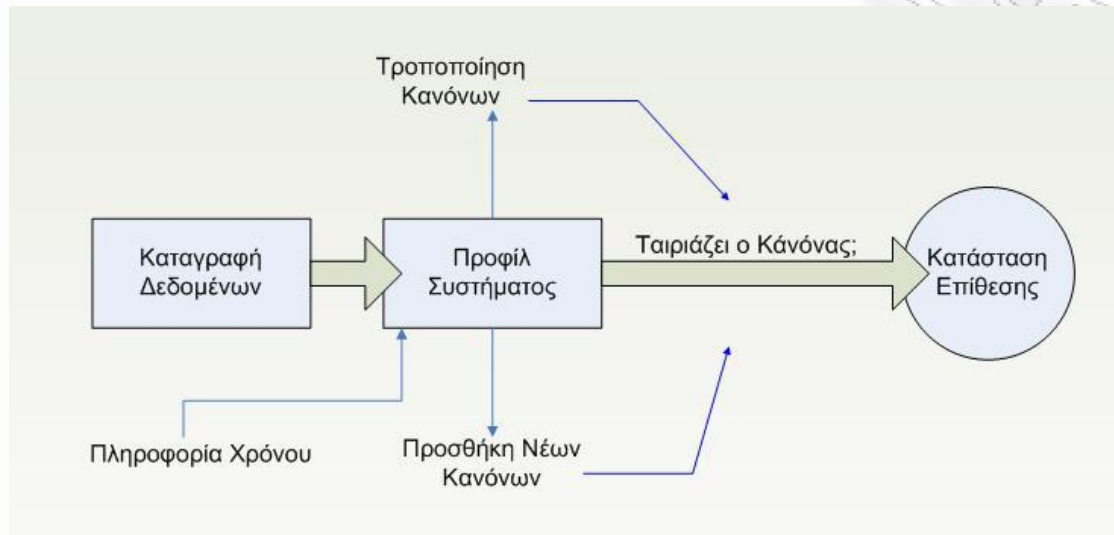 Τροποποίηση
Κανόνων
Καταγραφή
Δεδομένων
Προφίλ
Συστήματος
Ταιριάζει ο Κάνόνας;
Κατάσταση
Επίθεσης
Πληροφορία Χρόνου
Προσθήκη Νέων
Κανόνων